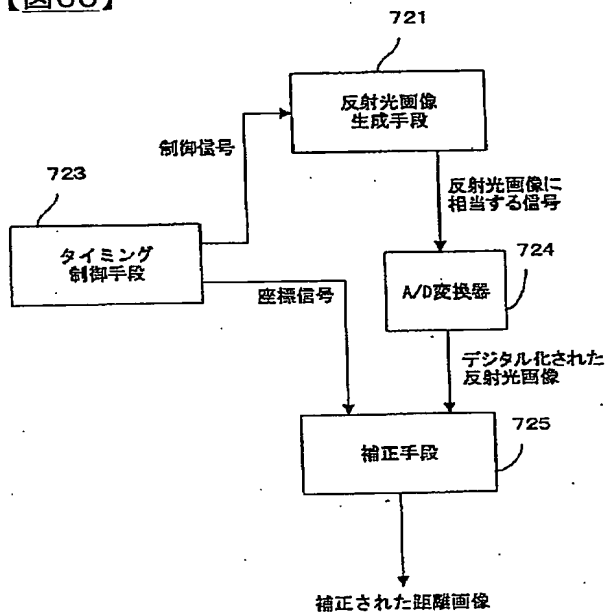 721
反射光画像
生成手段
制御信号
723
反射光画像に
相当する信号
タイミング
制御手段
724
座標信号
A/D変換器
デジタル化された
反射光画像
725
補正手段
補正された距離画像